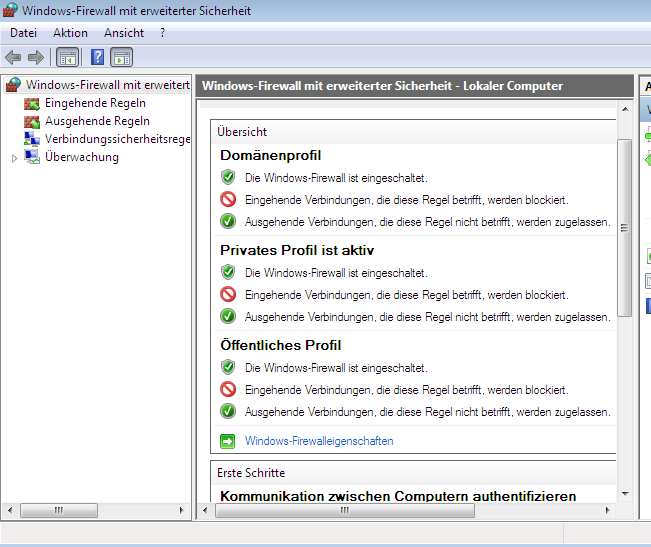 Windows-Firewall mit erweiterter Sicherheit
Datei Aktion Ansicht ?
Windows-Firewall mit erweitert
Eingehende Regeln
Ausgehende Regeln
Verbindungssicherheitsrege
Überwachung
Windows-Firewall mit erweiterter Sicherheit - Lokaler Computer
Übersicht
Domänenprofil
Die Windows-Firewall ist eingeschaltet.
Eingehende Verbindungen, die diese Regel betrifft, werden blockiert.
Ausgehende Verbindungen, die diese Regel nicht betrifft, werden zugelassen.
Privates Profil ist aktiv
Die Windows-Firewall ist eingeschaltet.
Eingehende Verbindungen, die diese Regel betrifft, werden blockiert.
Ausgehende Verbindungen, die diese Regel nicht betrifft, werden zugelassen.
Öffentliches Profil
Die Windows-Firewall ist eingeschaltet.
Eingehende Verbindungen, die diese Regel betrifft, werden blockiert.
Ausgehende Verbindungen, die diese Regel nicht betrifft, werden zugelassen.
Windows-Firewalleigenschaften
Erste Schritte
Kommunikation zwischen Computern authentifizieren